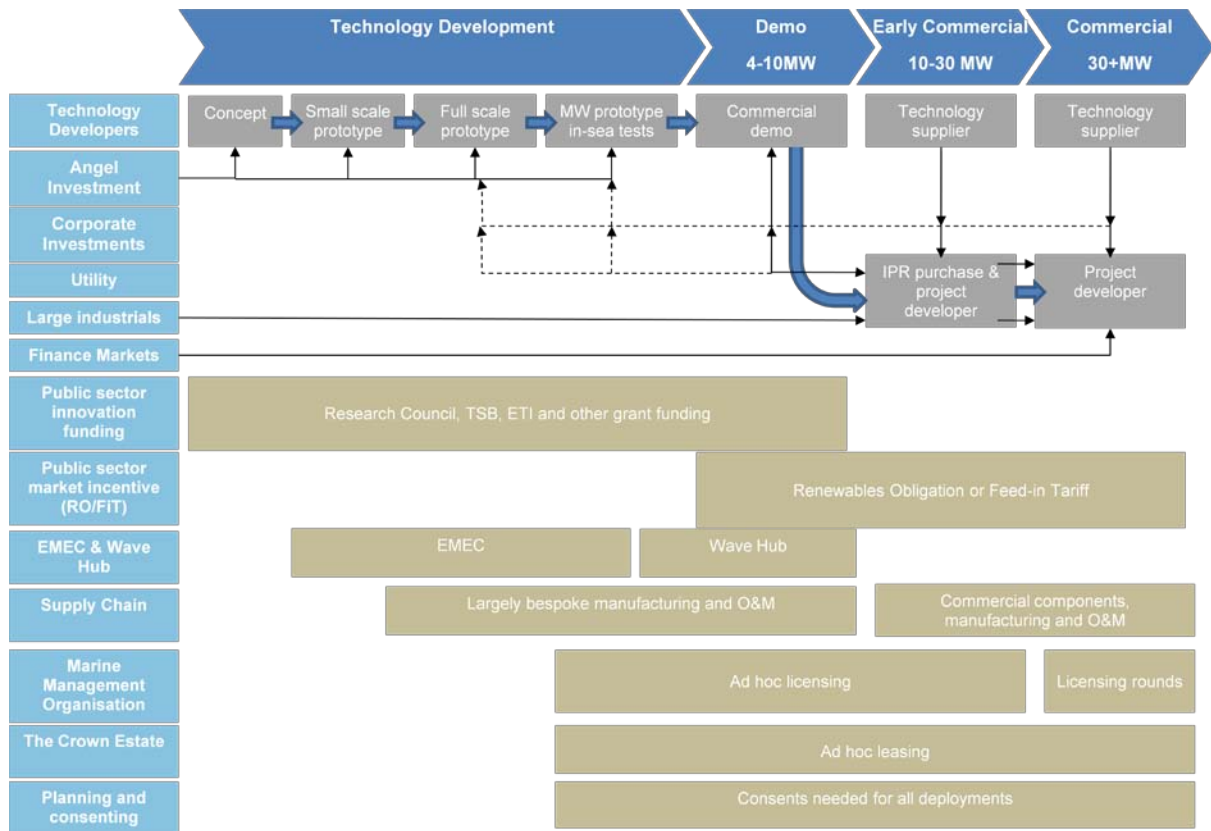 Technology Development
Demo
4-10MW
Early Commercial
10-30 MW
Commercial
30+MW
Technology
Developers
Concept
Small scale
prototype
Full scale
prototype
MW prototype
in-sea tests
Commercial
demo
Technology
supplier
Technology
supplier
Angel
Investment
Corporate
Investments
Utility
IPR purchase &
project
developer
Project
developer
Large industrials
Finance Markets
Public sector
innovation
funding
Research Council, TSB, ETI and other grant funding
Public sector
market incentive
(RO/FIT)
Renewables Obligation or Feed-in Tariff
EMEC & Wave
Hub
EMEC
Wave Hub
Supply Chain
Largely bespoke manufacturing and O&M
Commercial components,
manufacturing and O&M
Marine
Management
Organisation
Ad hoc licensing
Licensing rounds
The Crown Estate
Ad hoc leasing
Planning and
consenting
Consents needed for all deployments